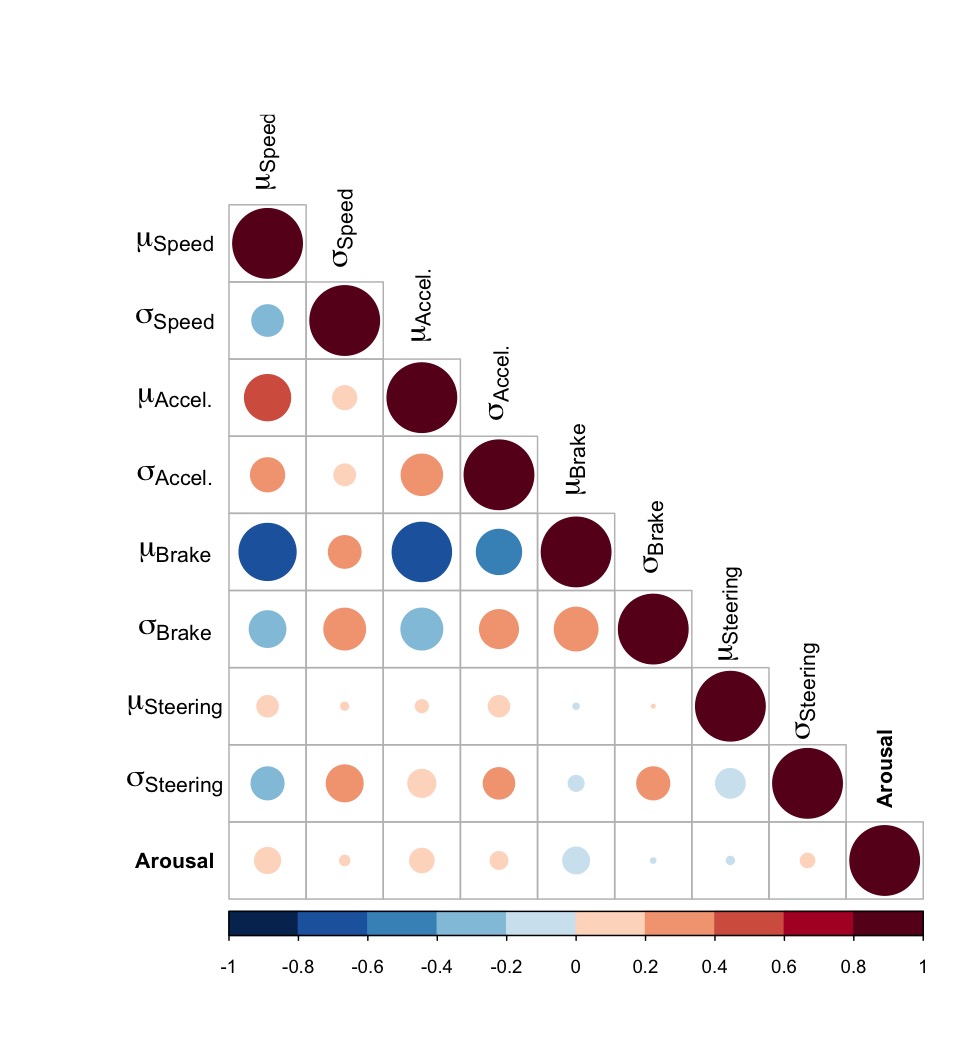 μSpeed
μSpeed
σSpeed
σSpeed
μAccel.
μAccel.
σAccel.
σAccel.
μBrake
μBrake
σBrake
σBrake
μSteering
μSteering
σSteering
σSteering
Arousal
Arousal
-1 -0.8 -0.6 -0.4 -0.2 0 0.2 0.4 0.6 0.8 1